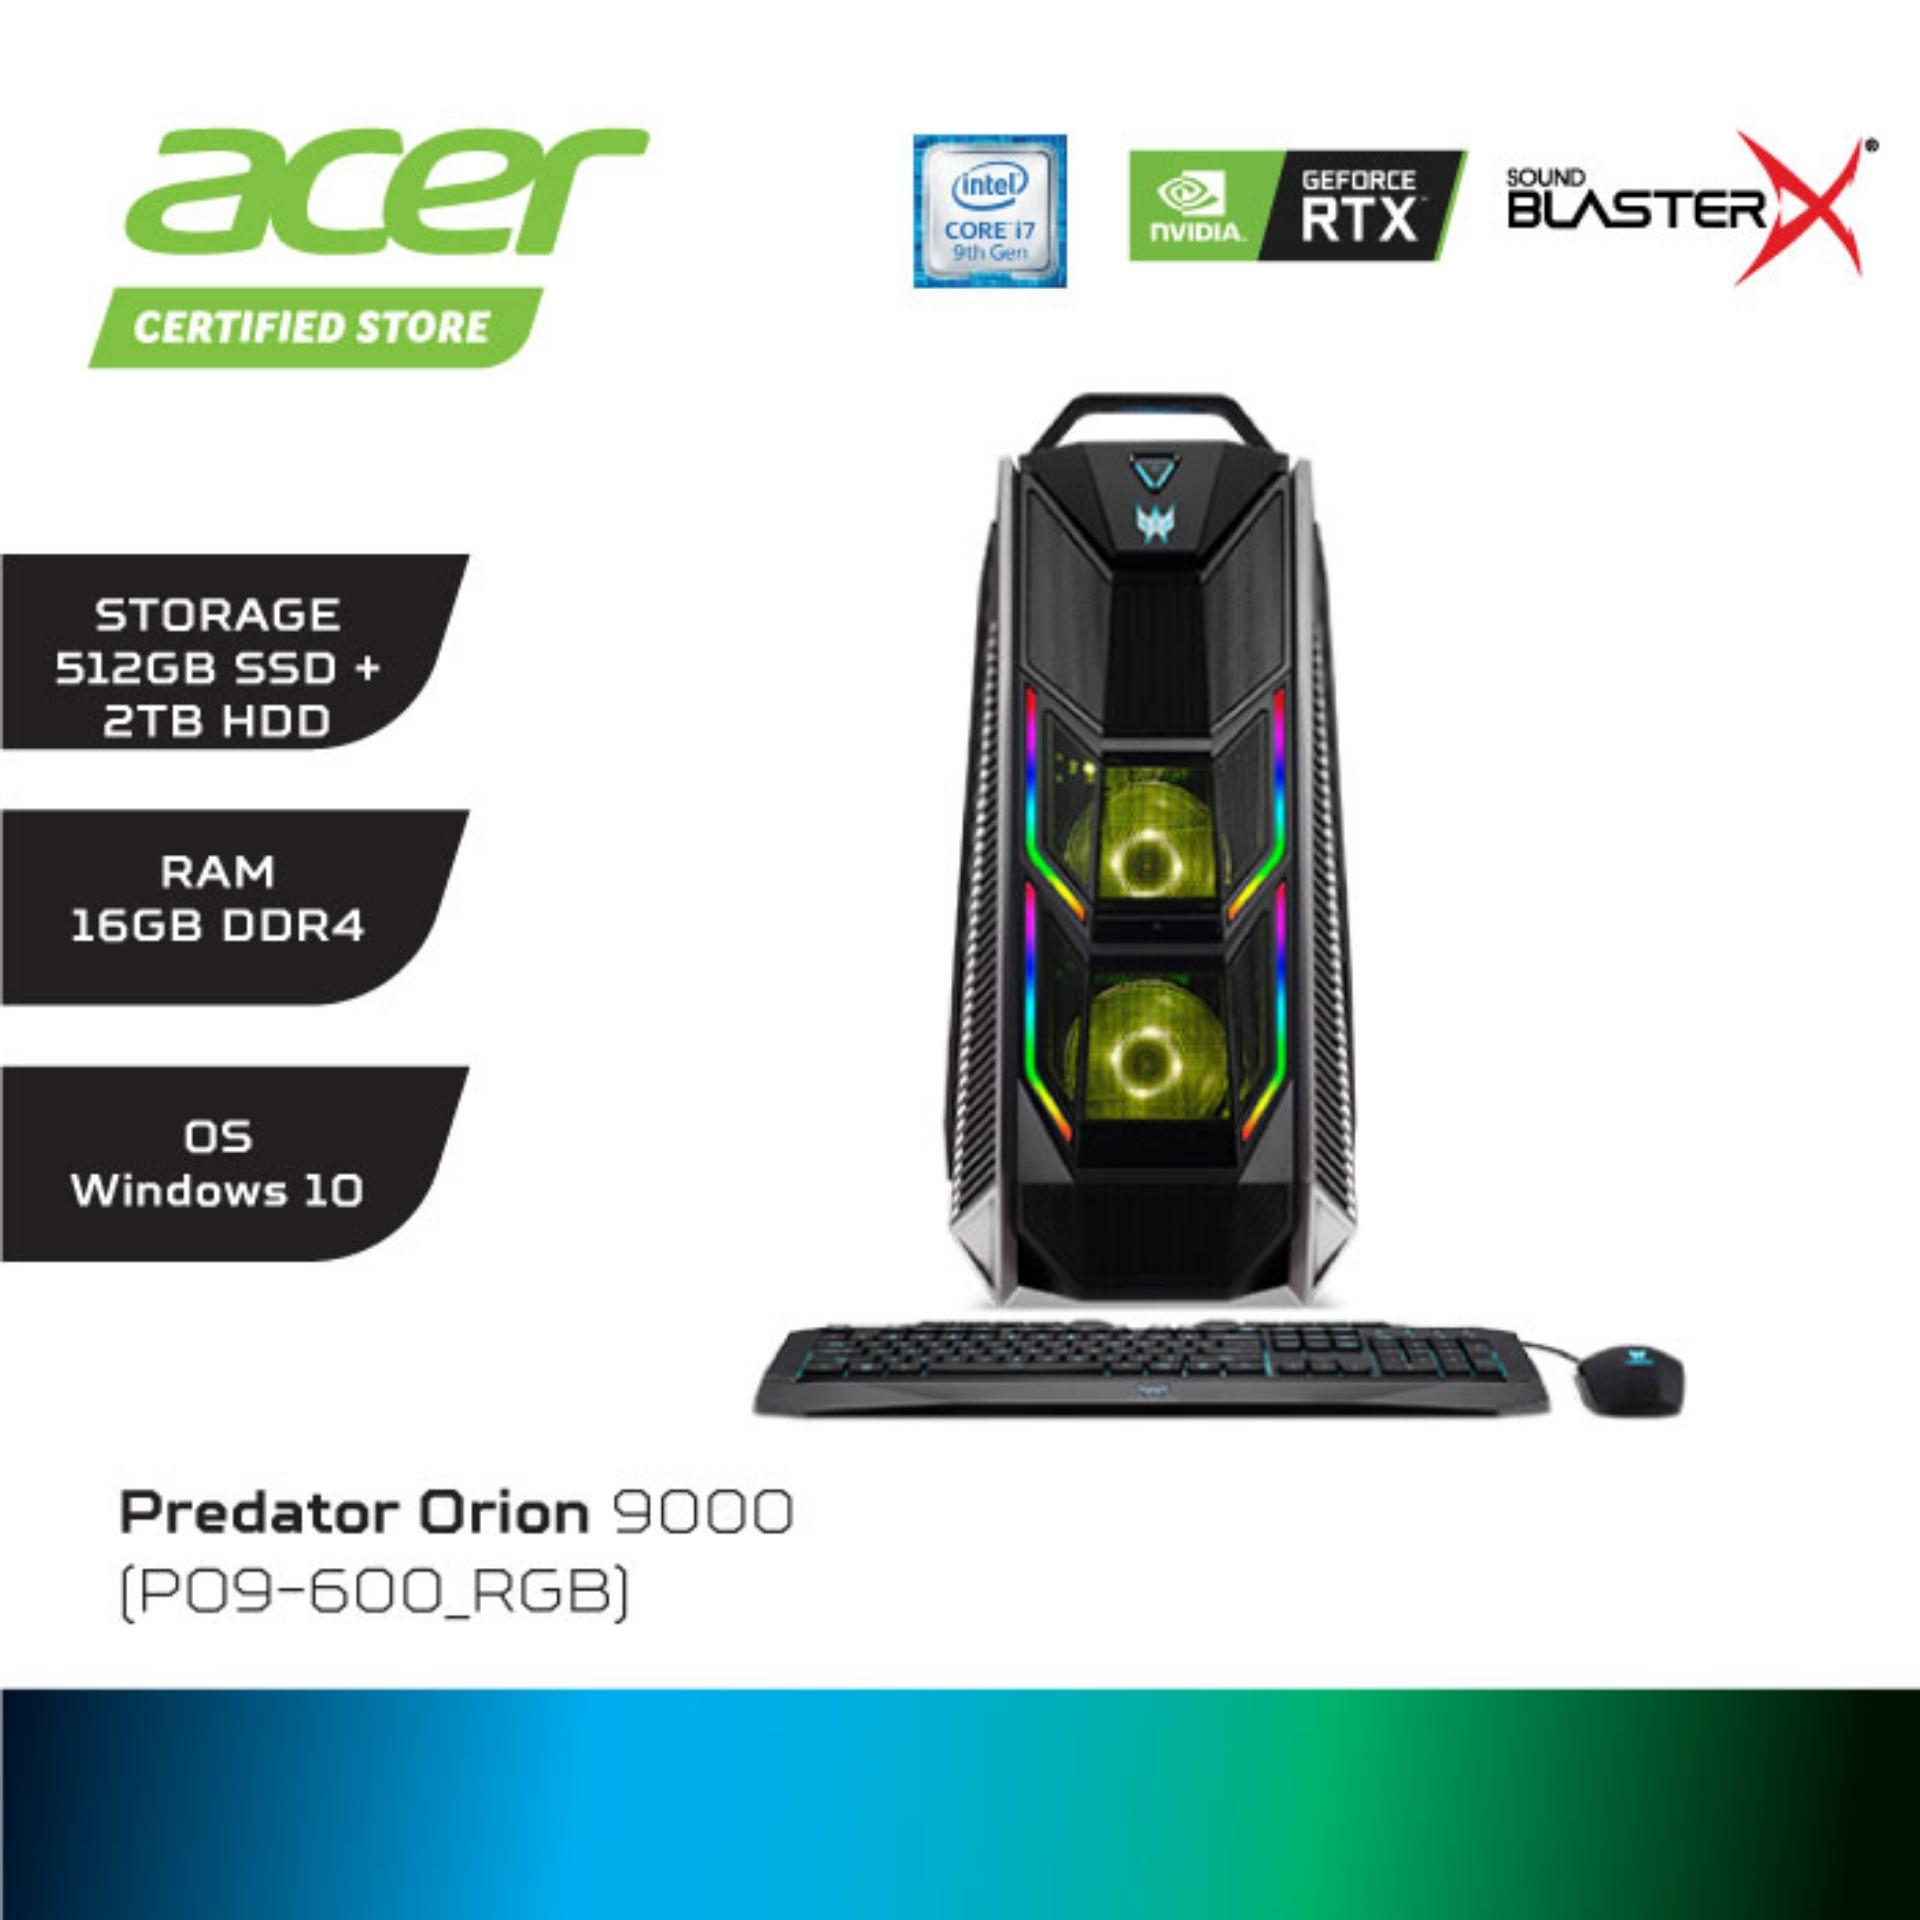 acer
CERTIFIED STORE
intel
CORE i7
9th Gen
NVIDIA.
GEFORCE
RTX
SOUND
BLASTERX®
STORAGE
512GB SSD +
2TB HDD
RAM
16GB DDR4
OS
Windows 10
Predator Orion 9000
(PO9-600_RGB)